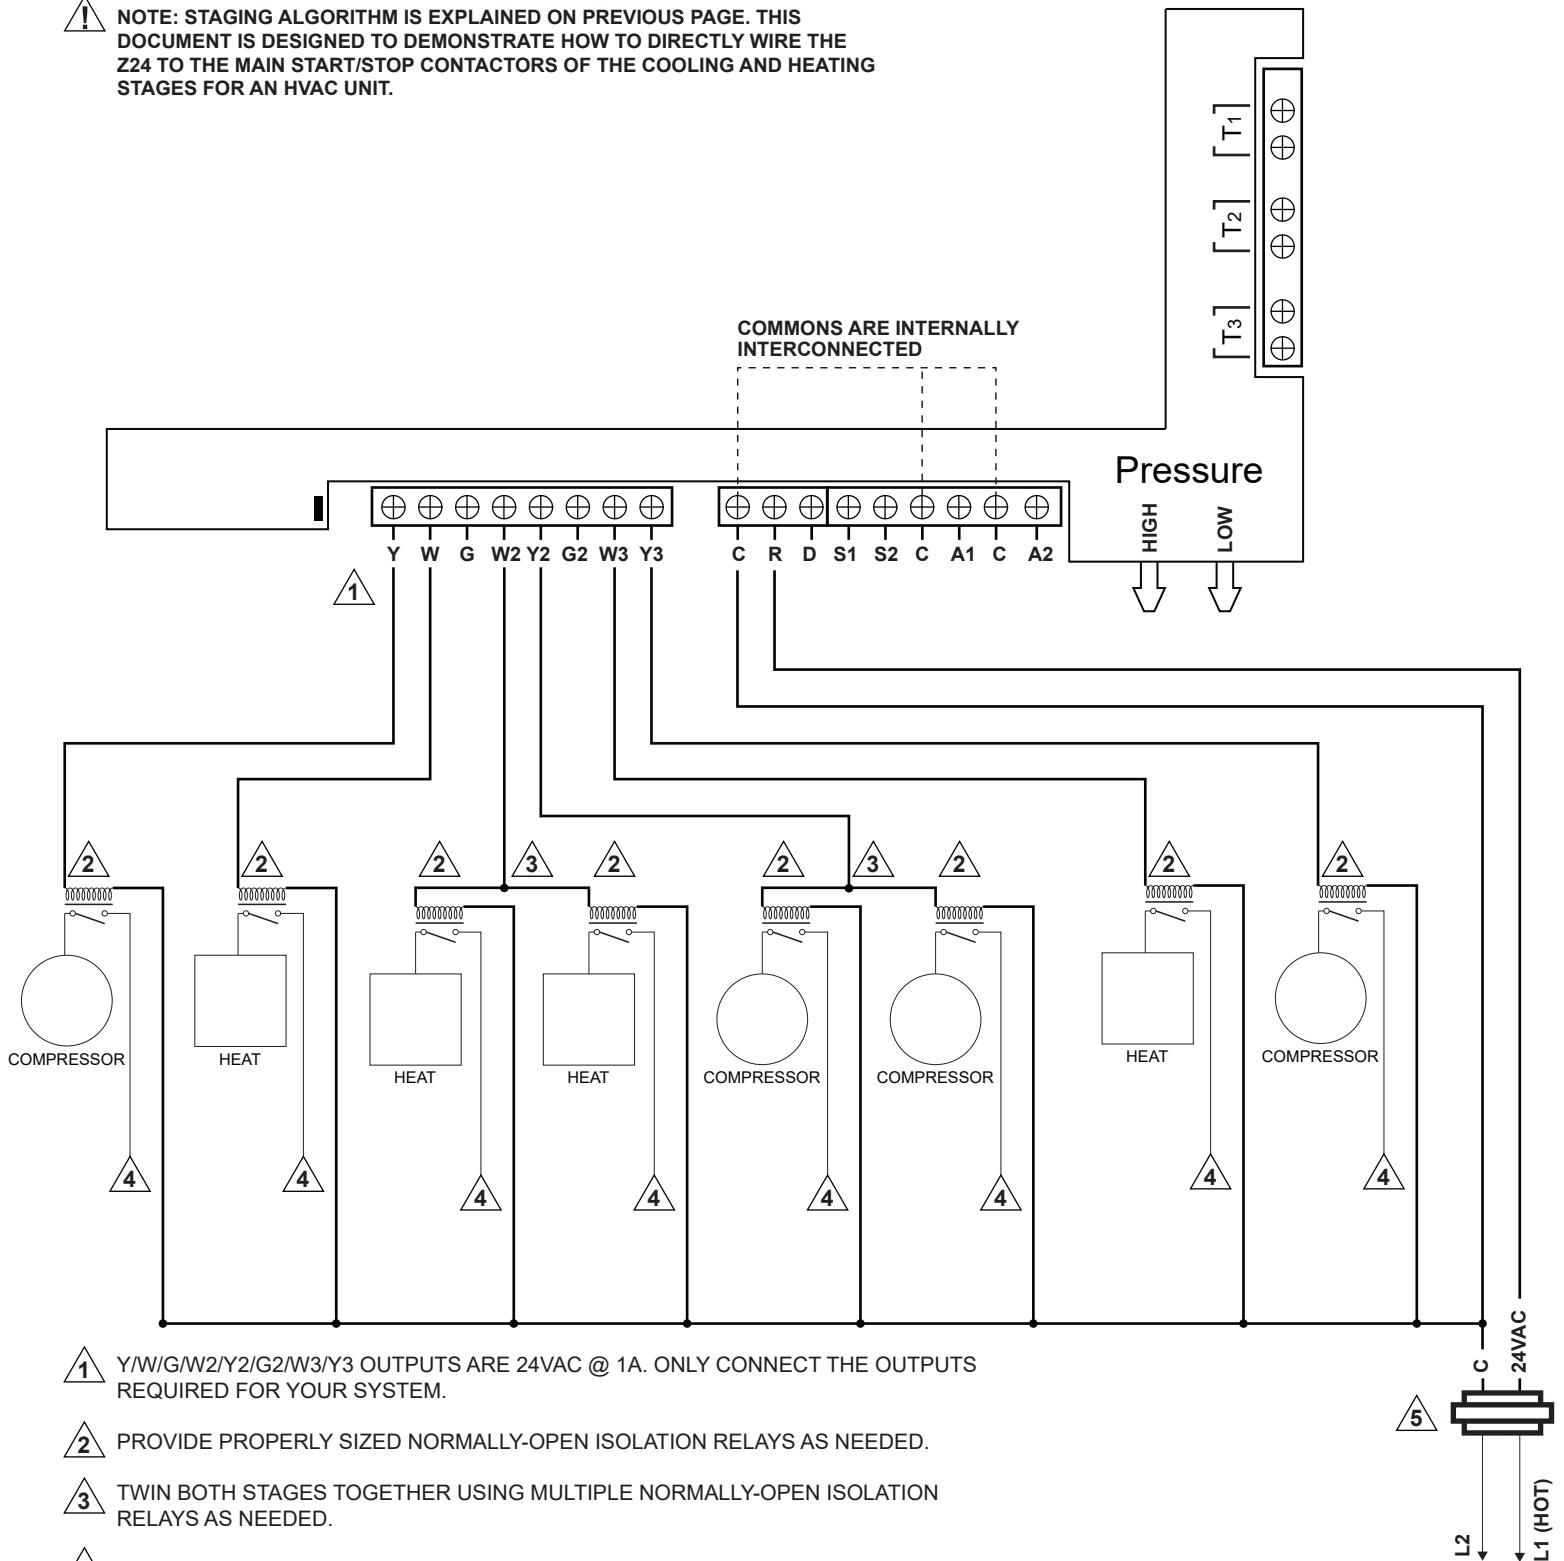 ! NOTE: STAGING ALGORITHM IS EXPLAINED ON PREVIOUS PAGE. THIS
DOCUMENT IS DESIGNED TO DEMONSTRATE HOW TO DIRECTLY WIRE THE
Z24 TO THE MAIN START/STOP CONTACTORS OF THE COOLING AND HEATING
STAGES FOR AN HVAC UNIT.
T1
T2
T3
COMMONS ARE INTERNALLY
INTERCONNECTED
Pressure
HIGH
LOW
Y W G W2 Y2 G2 W3 Y3
C R D S1 S2 C A1 C A2
1
2 2 2 3 2 2 3 2 2 2
COMPRESSOR
HEAT
HEAT
HEAT
COMPRESSOR
COMPRESSOR
HEAT
COMPRESSOR
4 4 4 4 4 4 4 4
C
24VAC
5
L2
L1 (HOT)
1 Y/W/G/W2/Y2/G2/W3/Y3 OUTPUTS ARE 24VAC @ 1A. ONLY CONNECT THE OUTPUTS
REQUIRED FOR YOUR SYSTEM.
2 PROVIDE PROPERLY SIZED NORMALLY-OPEN ISOLATION RELAYS AS NEEDED.
3 TWIN BOTH STAGES TOGETHER USING MULTIPLE NORMALLY-OPEN ISOLATION
RELAYS AS NEEDED.